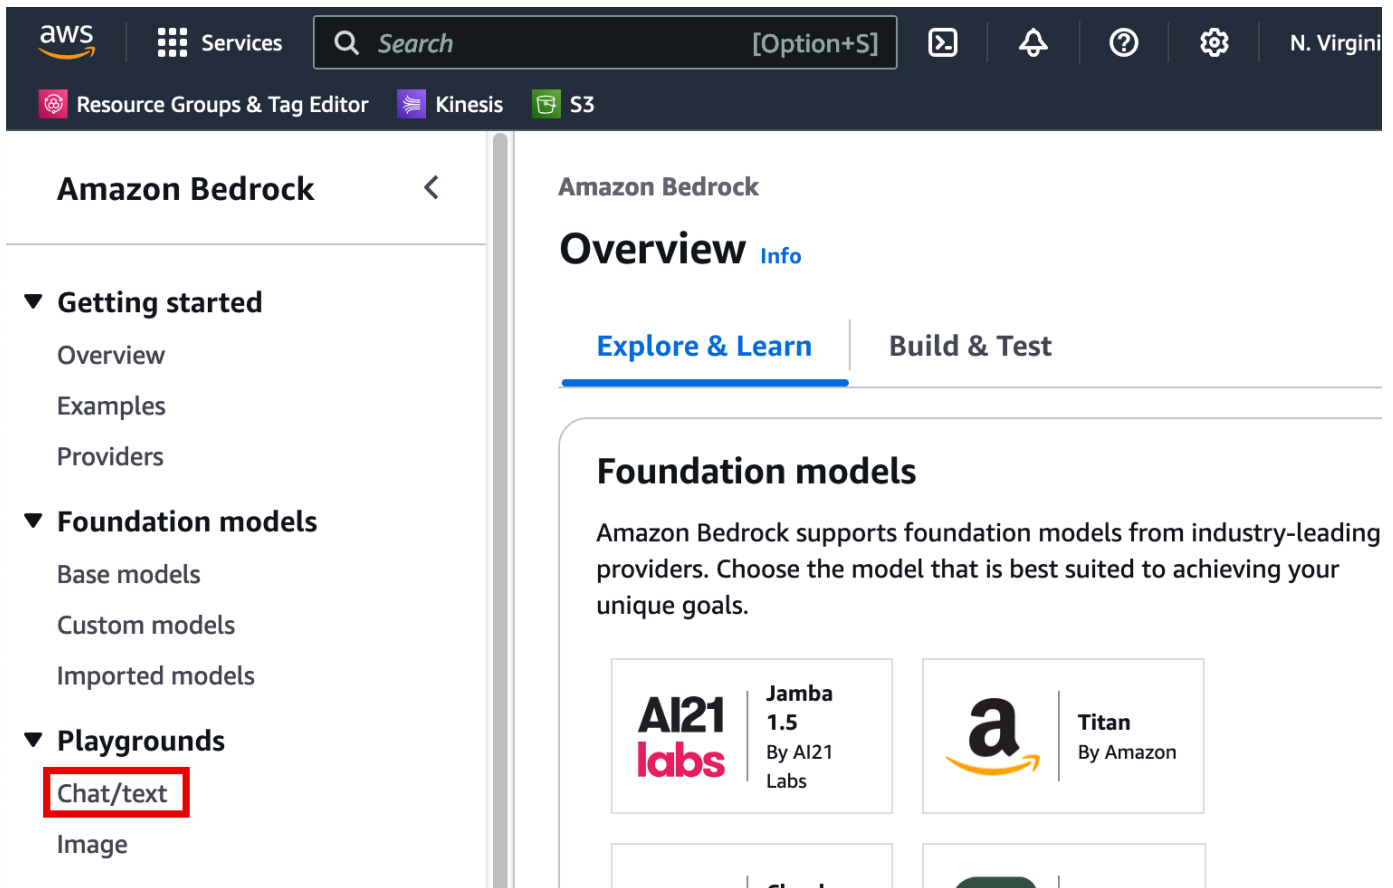 aws
Services
Search [Option+S]
N. Virgini
Resource Groups & Tag Editor
Kinesis
S3
Amazon Bedrock
Getting started
Overview
Examples
Providers
Foundation models
Base models
Custom models
Imported models
Playgrounds
Chat/text
Image
Amazon Bedrock
Overview Info
Explore & Learn
Build & Test
Foundation models
Amazon Bedrock supports foundation models from industry-leading
providers. Choose the model that is best suited to achieving your
unique goals.
AI21
labs
Jamba
1.5
By AI21
Labs
a
Titan
By Amazon